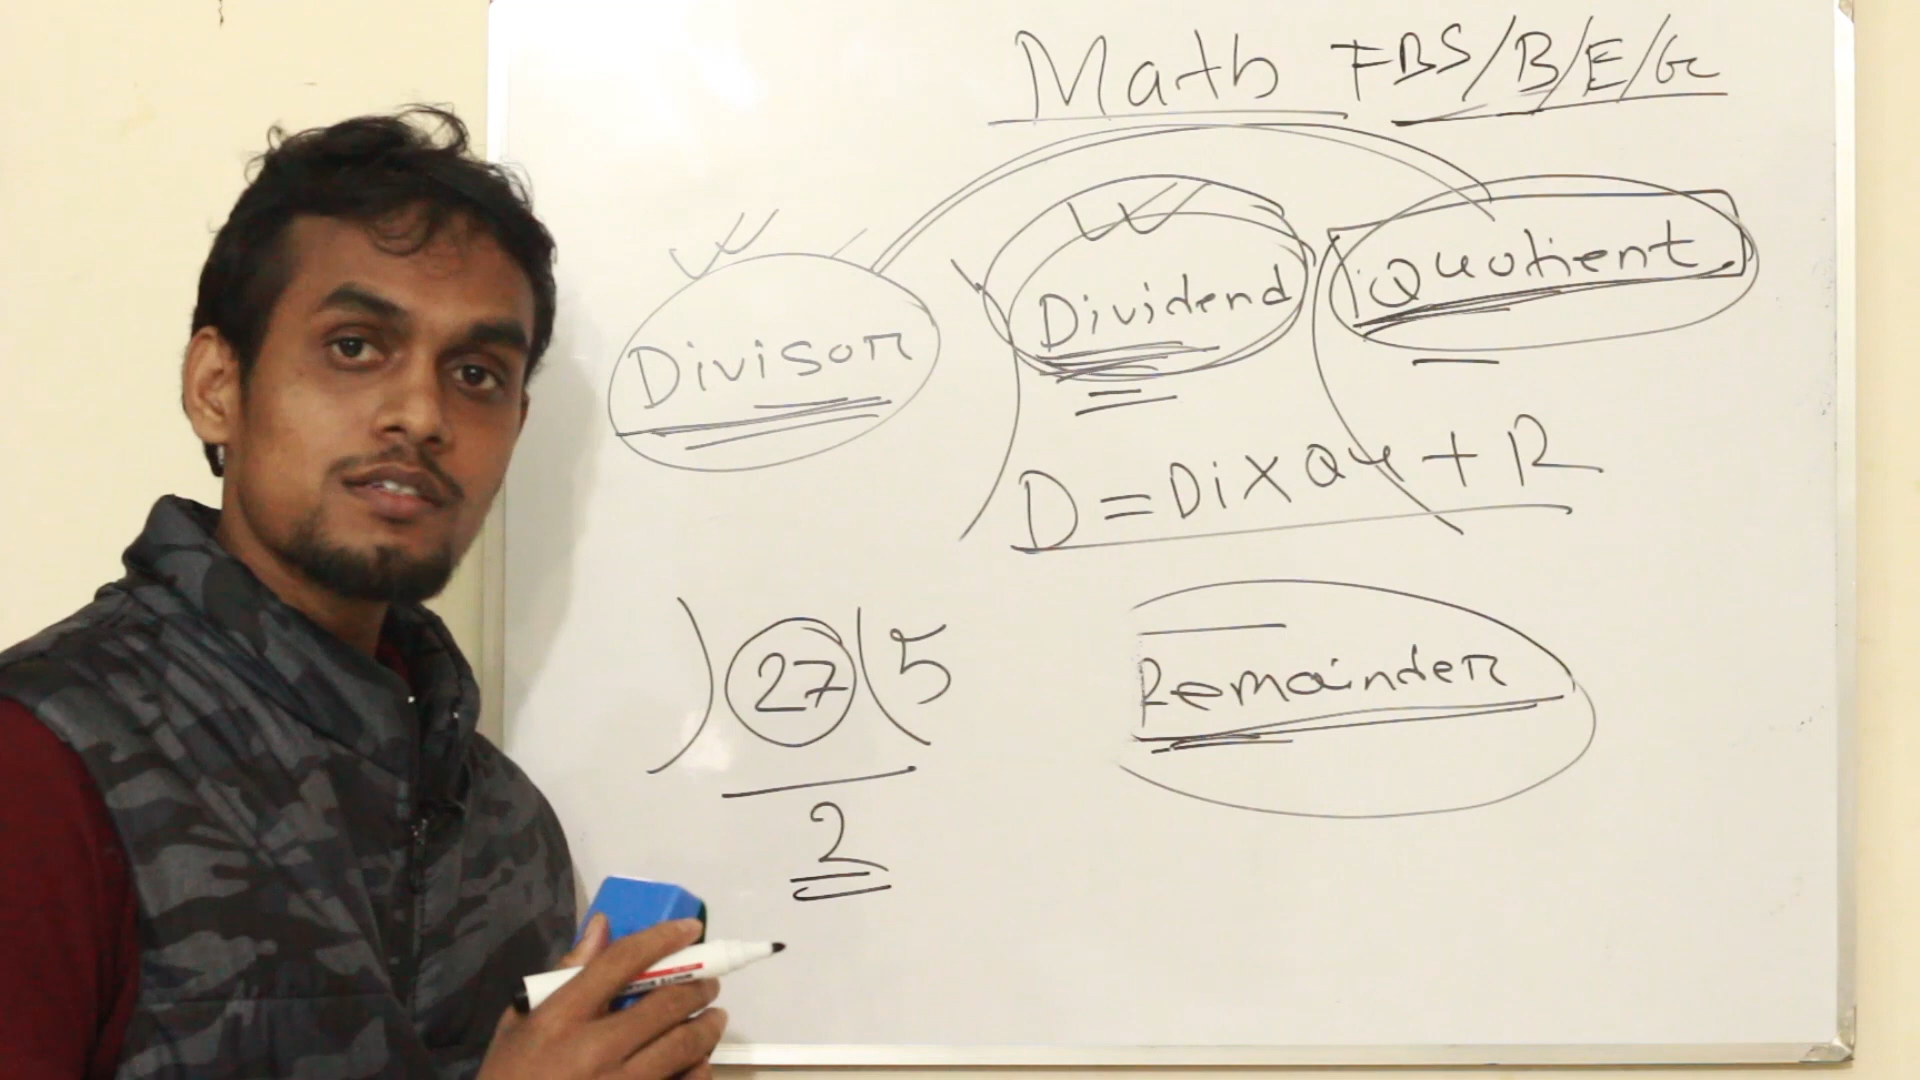 Math FBS/B/E/G
Divisor Dividend Quotient
D = Di × Qu + R
) 27 ( 5
2
Remainder